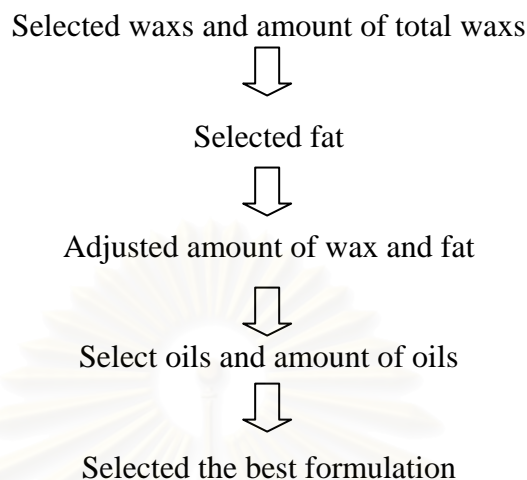 Selected waxs and amount of total waxs
Selected fat
Adjusted amount of wax and fat
Select oils and amount of oils
Selected the best formulation